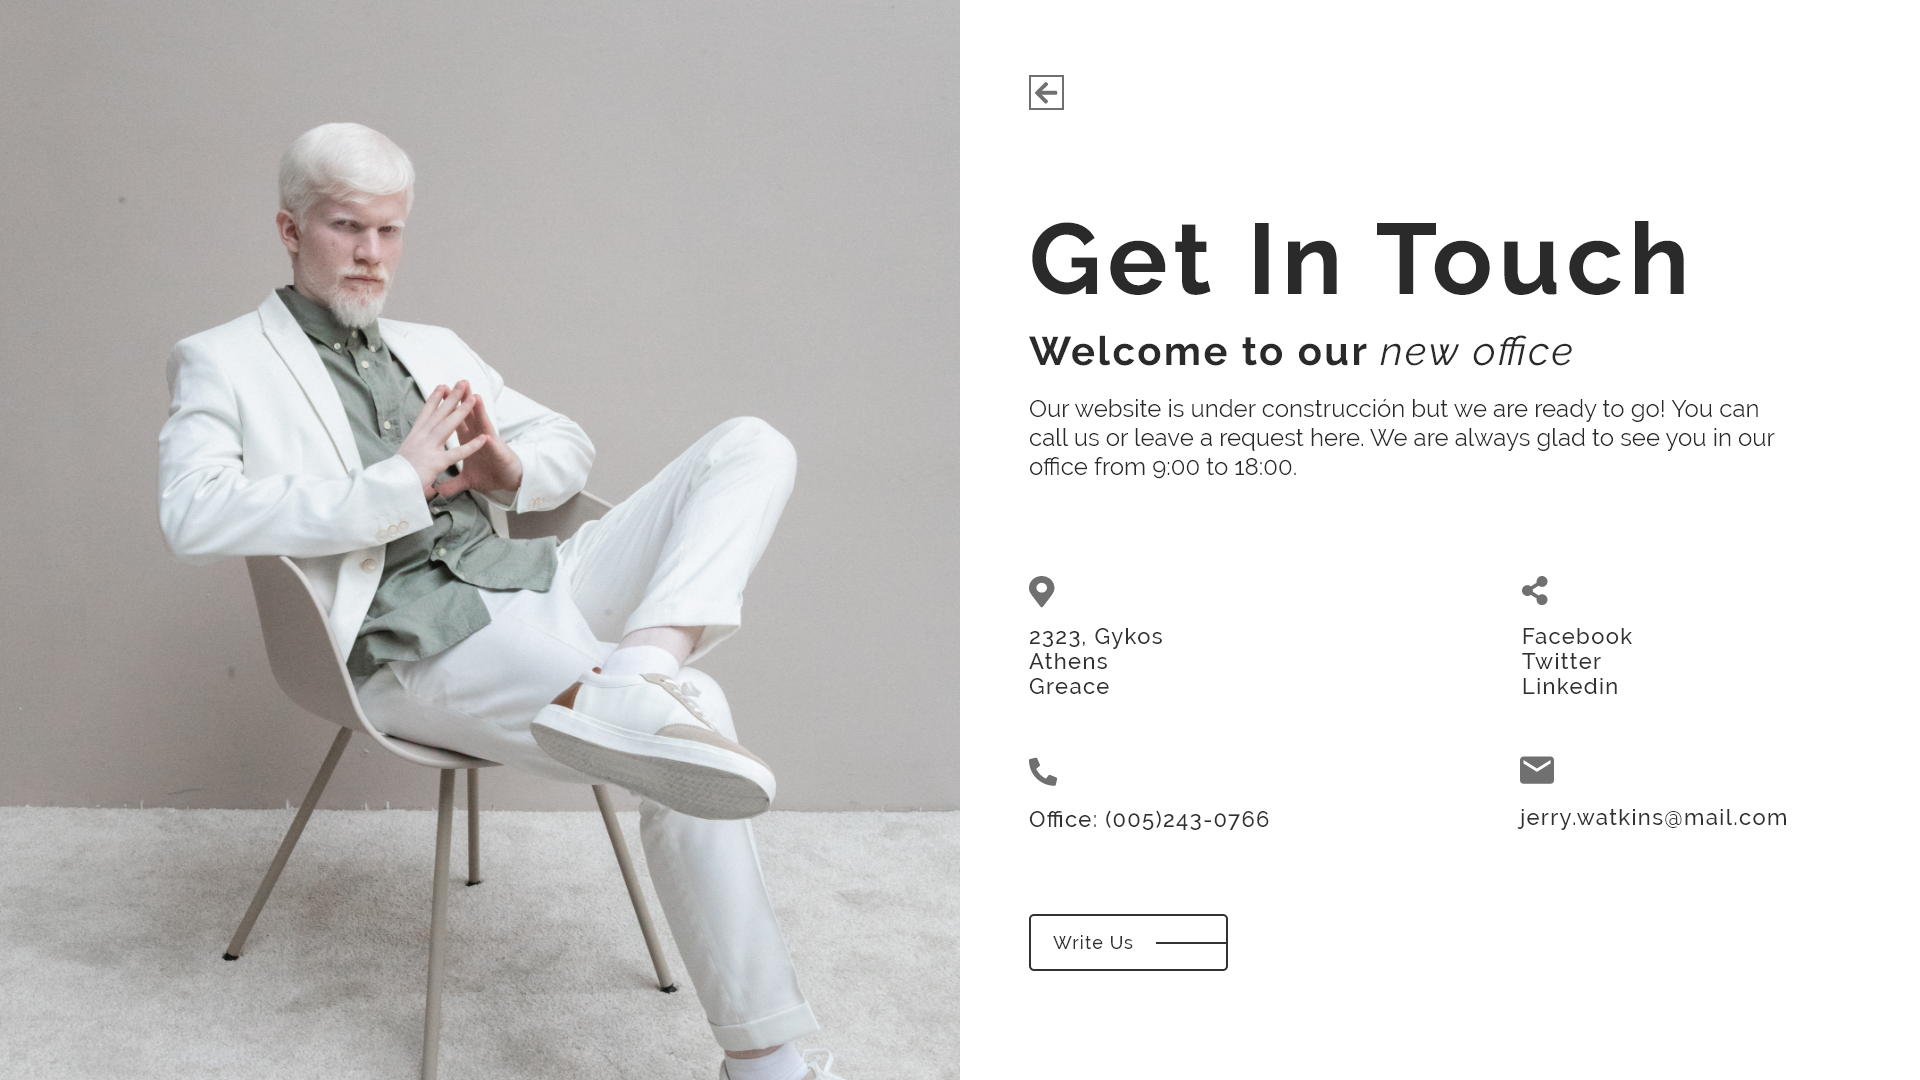 Get In Touch
Welcome to our new office
Our website is under construcción but we are ready to go! You can
call us or leave a request here. We are always glad to see you in our
office from 9:00 to 18:00.
2323, Gykos
Athens
Greace
Facebook
Twitter
Linkedin
Office: (005)243-0766
jerry.watkins@mail.com
Write Us